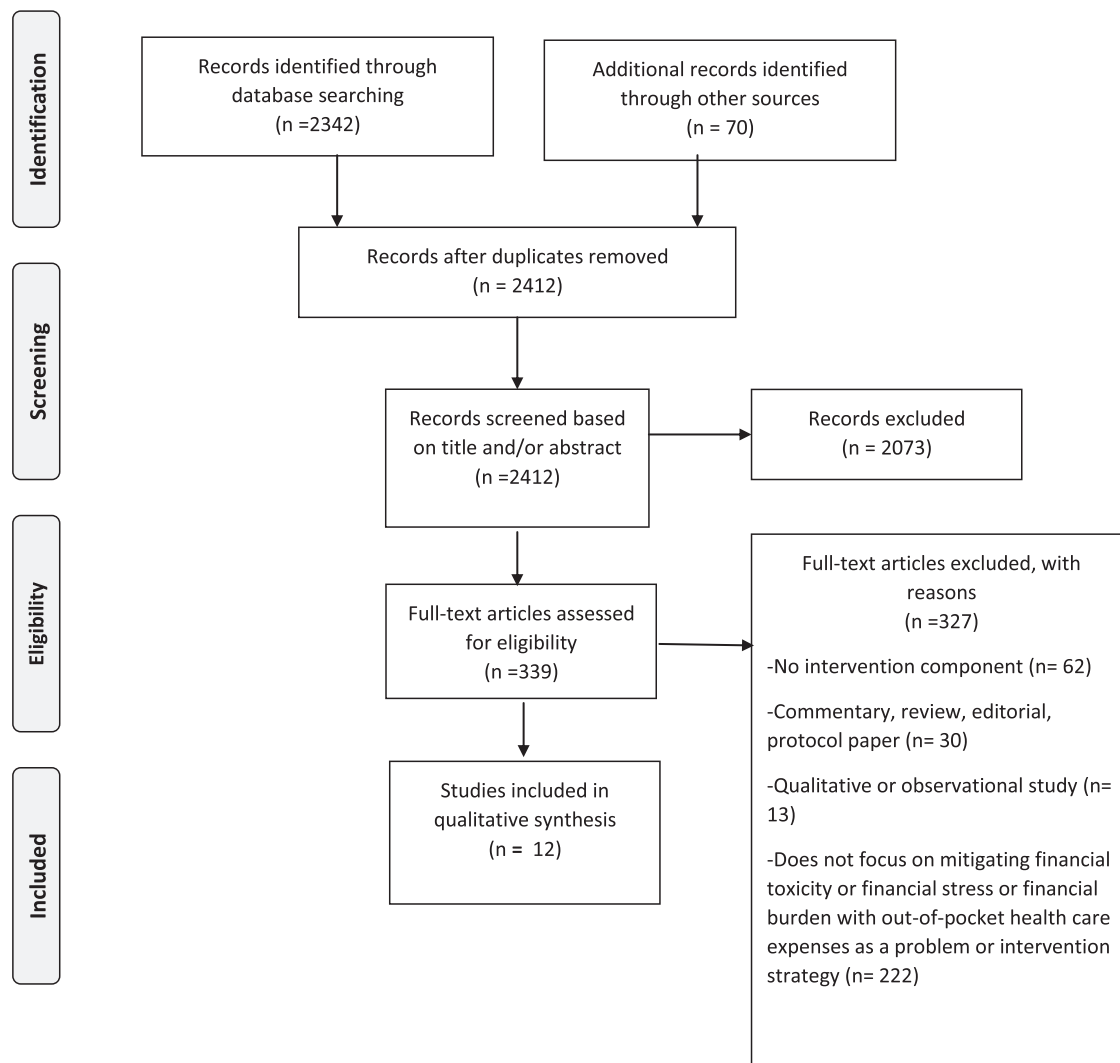 Identification
Records identified through
database searching
(n =2342)
Additional records identified
through other sources
(n = 70)
Records after duplicates removed
(n = 2412)
Screening
Records screened based
on title and/or abstract
(n =2412)
Records excluded
(n = 2073)
Eligibility
Full-text articles assessed
for eligibility
(n =339)
Full-text articles excluded, with
reasons
(n =327)
-No intervention component (n= 62)
-Commentary, review, editorial,
protocol paper (n= 30)
-Qualitative or observational study (n=
13)
-Does not focus on mitigating financial
toxicity or financial stress or financial
burden with out-of-pocket health care
expenses as a problem or intervention
strategy (n= 222)
Included
Studies included in
qualitative synthesis
(n = 12)